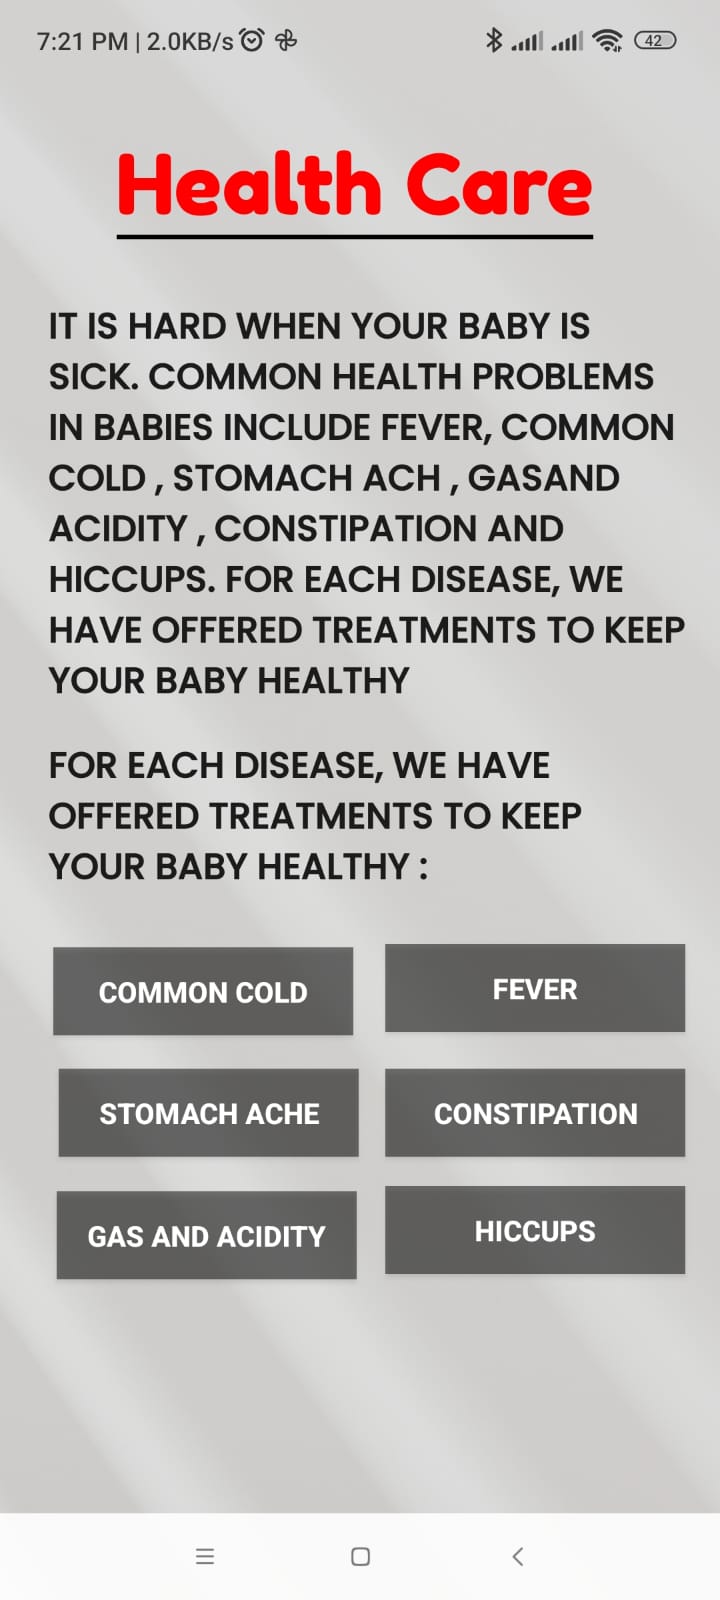 7:21 PM | 2.0KB/s
42
Health Care
IT IS HARD WHEN YOUR BABY IS
SICK. COMMON HEALTH PROBLEMS
IN BABIES INCLUDE FEVER, COMMON
COLD , STOMACH ACH , GASAND
ACIDITY , CONSTIPATION AND
HICCUPS. FOR EACH DISEASE, WE
HAVE OFFERED TREATMENTS TO KEEP
YOUR BABY HEALTHY
FOR EACH DISEASE, WE HAVE
OFFERED TREATMENTS TO KEEP
YOUR BABY HEALTHY :
COMMON COLD
FEVER
STOMACH ACHE
CONSTIPATION
GAS AND ACIDITY
HICCUPS